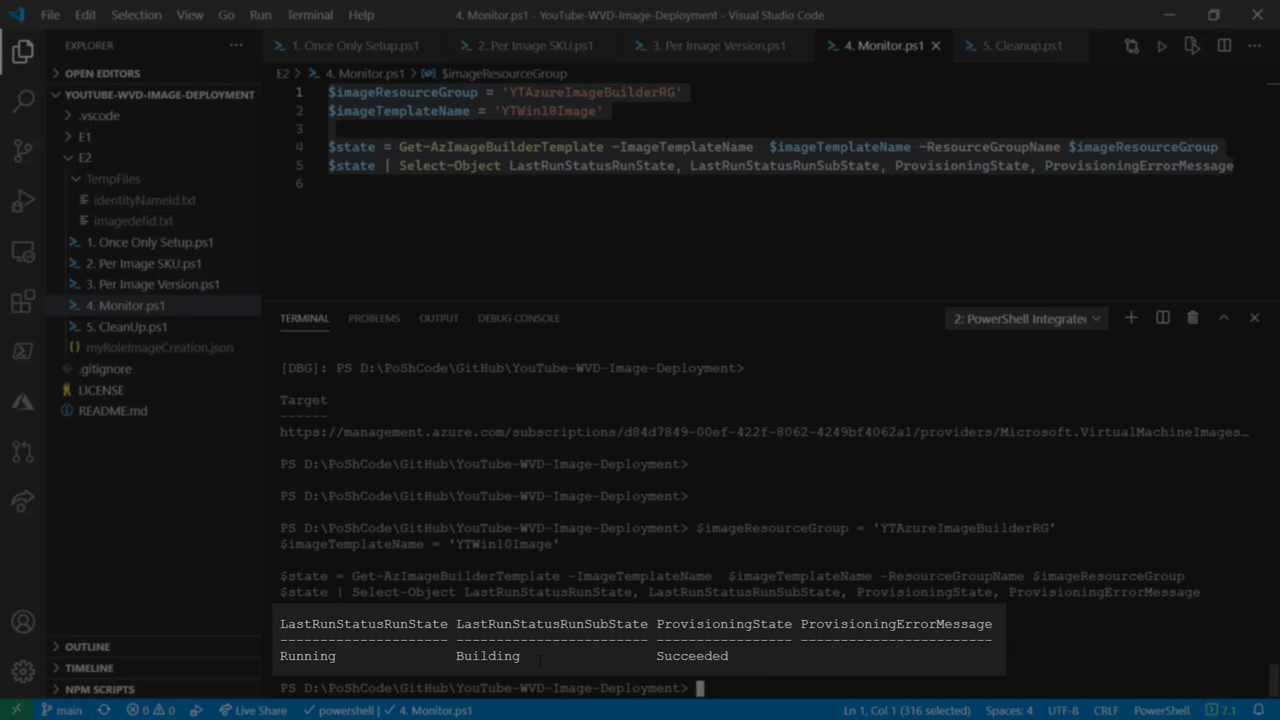 File Edit Selection View Go Run Terminal Help 4. Monitor.ps1 - YouTube-WVD-Image-Deployment - Visual Studio Code
EXPLORER
OPEN EDITORS
YOUTUBE-WVD-IMAGE-DEPLOYMENT
.vscode
E1
E2
TempFiles
identityNameId.txt
imagedefid.txt
1. Once Only Setup.ps1
2. Per Image SKU.ps1
3. Per Image Version.ps1
4. Monitor.ps1
5. CleanUp.ps1
myRoleImageCreation.json
.gitignore
LICENSE
README.md
OUTLINE
TIMELINE
NPM SCRIPTS
1. Once Only Setup.ps1 2. Per Image SKU.ps1 3. Per Image Version.ps1 4. Monitor.ps1 5. Cleanup.ps1
E2 > 4. Monitor.ps1 > $imageResourceGroup
1 $imageResourceGroup = 'YTAzureImageBuilderRG'
2 $imageTemplateName = 'YTWin10Image'
3
4 $state = Get-AzImageBuilderTemplate -ImageTemplateName  $imageTemplateName -ResourceGroupName $imageResourceGroup
5 $state | Select-Object LastRunStatusRunState, LastRunStatusRunSubState, ProvisioningState, ProvisioningErrorMessage
6
TERMINAL PROBLEMS OUTPUT DEBUG CONSOLE 2: PowerShell Integrate
[DBG]: PS D:\PoShCode\GitHub\YouTube-WVD-Image-Deployment>
Target
------
https://management.azure.com/subscriptions/d84d7849-00ef-422f-8062-4249bf4062a1/providers/Microsoft.VirtualMachineImages…
PS D:\PoShCode\GitHub\YouTube-WVD-Image-Deployment>
PS D:\PoShCode\GitHub\YouTube-WVD-Image-Deployment>
PS D:\PoShCode\GitHub\YouTube-WVD-Image-Deployment> $imageResourceGroup = 'YTAzureImageBuilderRG'
$imageTemplateName = 'YTWin10Image'
$state = Get-AzImageBuilderTemplate -ImageTemplateName  $imageTemplateName -ResourceGroupName $imageResourceGroup
$state | Select-Object LastRunStatusRunState, LastRunStatusRunSubState, ProvisioningState, ProvisioningErrorMessage
LastRunStatusRunState LastRunStatusRunSubState ProvisioningState ProvisioningErrorMessage
--------------------- ------------------------ ----------------- ------------------------
Running Building Succeeded
PS D:\PoShCode\GitHub\YouTube-WVD-Image-Deployment>
main 0 0 Live Share powershell | 4. Monitor.ps1 Ln 1, Col 1 (316 selected) Spaces: 4 UTF-8 CRLF PowerShell 7.1